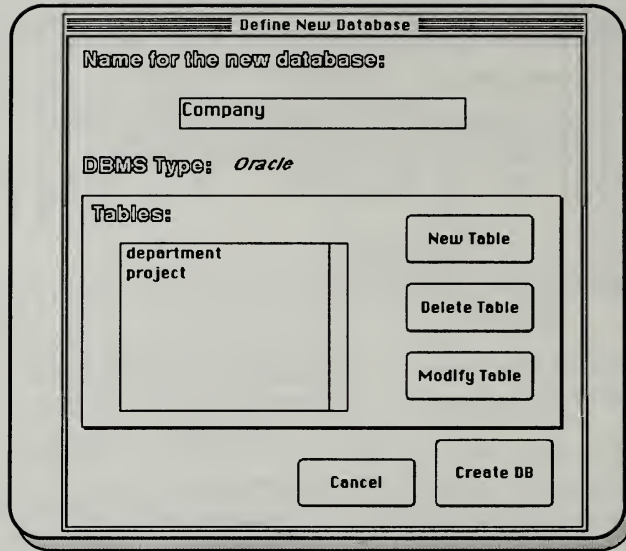 Define New Database
Name for the new database:
Company
DBMS Type: Oracle
Tables:
department
project
New Table
Delete Table
Modify Table
Cancel
Create DB